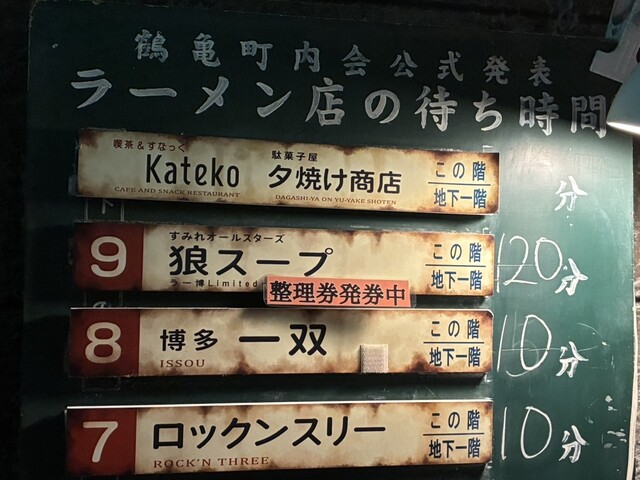 鶴亀町内会公式発表
ラーメン店の待ち時間
喫茶&すなっく
Kateko
CAFE AND SNACK RESTAURANT
駄菓子屋
夕焼け商店
DAGASHI-YA ON YU-YAKE SHOTEN
この階
地下一階
分
9
すみれオールスターズ
狼スープ
ラー博Limited
整理券発券中
この階
地下一階
120分
8
博多 一双
ISSOU
この階
地下一階
10分
7
ロックンスリー
ROCK'N THREE
この階
地下一階
10分